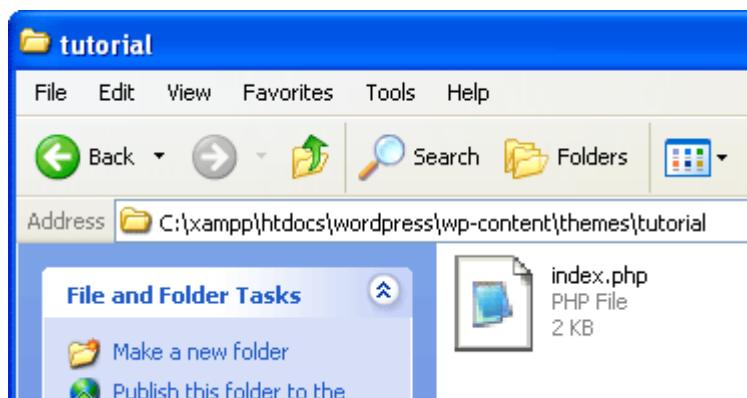 tutorial
File Edit View Favorites Tools Help
Back Search Folders
Address C:\xampp\htdocs\wordpress\wp-content\themes\tutorial
File and Folder Tasks
Make a new folder
Publish this folder to the
index.php
PHP File
2 KB